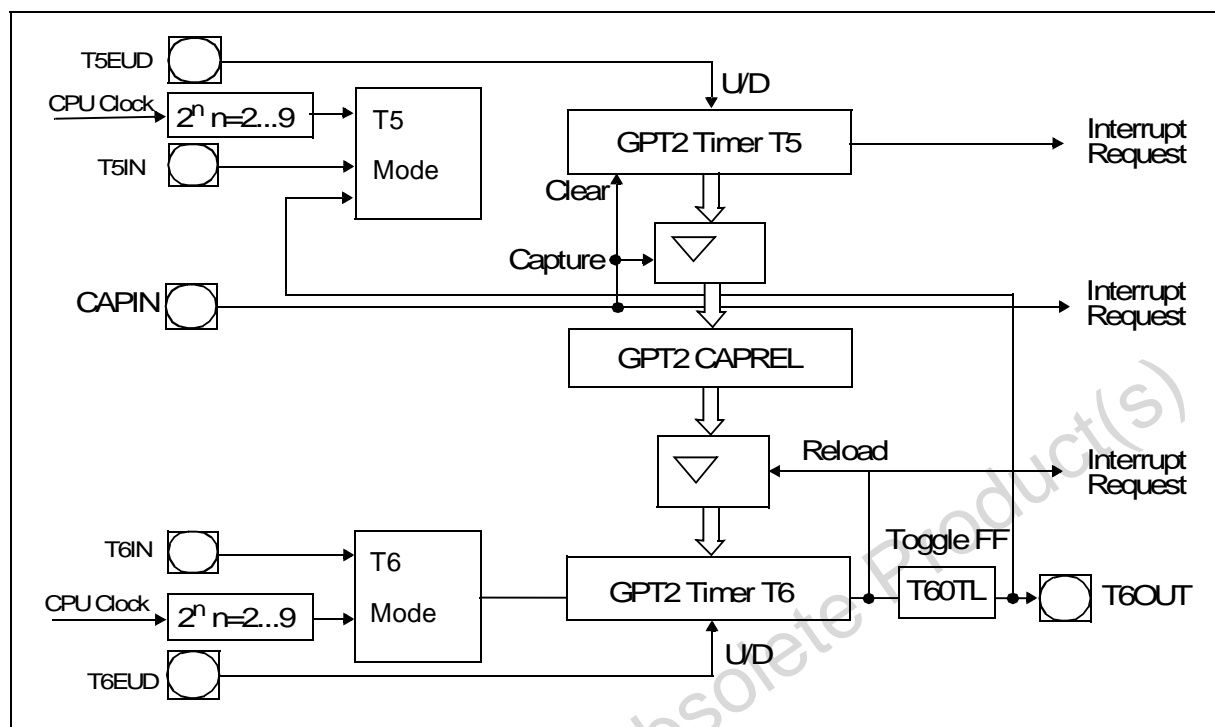 T5EUD
U/D
CPU Clock
2ⁿ n=2...9
T5
Mode
GPT2 Timer T5
Interrupt
Request
T5IN
Clear
Capture
CAPIN
Interrupt
Request
GPT2 CAPREL
Reload
Interrupt
Request
T6IN
T6
Mode
Toggle FF
GPT2 Timer T6
T60TL
T6OUT
CPU Clock
2ⁿ n=2...9
U/D
T6EUD
bsolete Product(s)